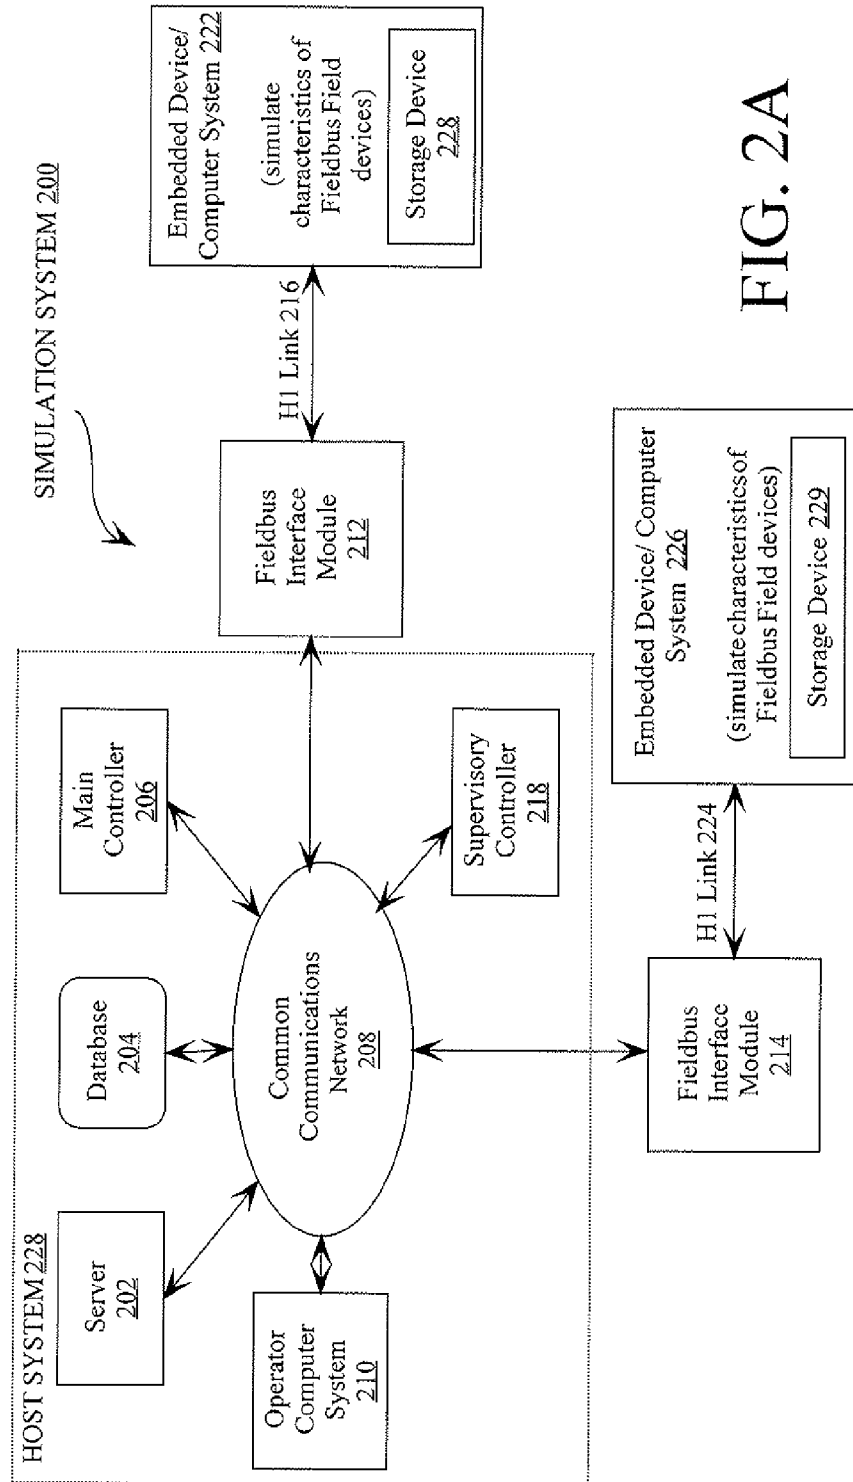 SIMULATION SYSTEM 200
HOST SYSTEM 228
Server
202
Database
204
Main
Controller
206
Operator
Computer
System
210
Common
Communications
Network
208
Supervisory
Controller
218
Fieldbus
Interface
Module
212
H1 Link 216
Embedded Device/
Computer System 222
(simulate
characteristics of
Fieldbus Field
devices)
Storage Device
228
Fieldbus
Interface
Module
214
H1 Link 224
Embedded Device/ Computer
System 226
(simulate characteristics of
Fieldbus Field devices)
Storage Device 229
FIG. 2A